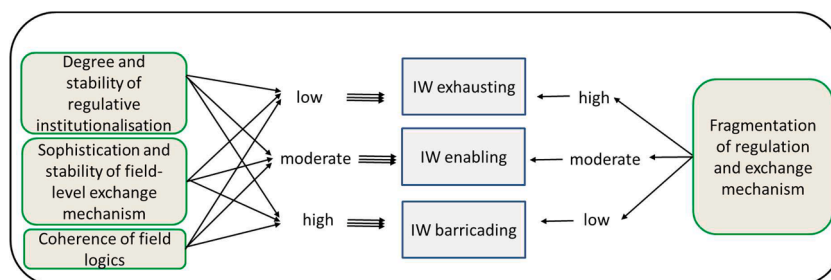 Degree and
stability of
regulative
institutionalisation
Sophistication and
stability of field-
level exchange
mechanism
Coherence of field
logics
low
moderate
high
IW exhausting
IW enabling
IW barricading
high
moderate
low
Fragmentation
of regulation
and exchange
mechanism